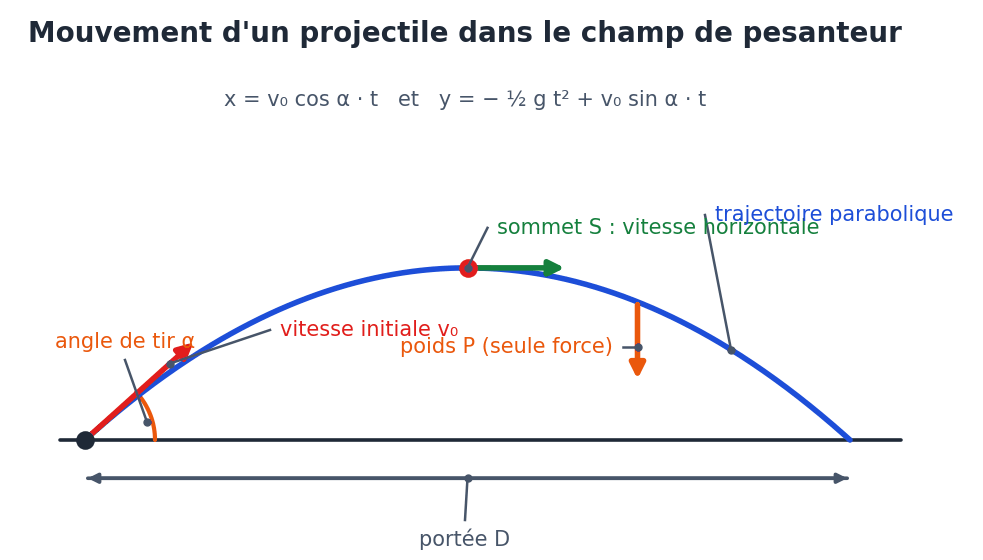 Mouvement d'un projectile dans le champ de pesanteur
x = v₀ cos α · t   et   y = − ½ g t² + v₀ sin α · t
trajectoire parabolique
sommet S : vitesse horizontale
vitesse initiale v₀
angle de tir α
poids P (seule force)
portée D